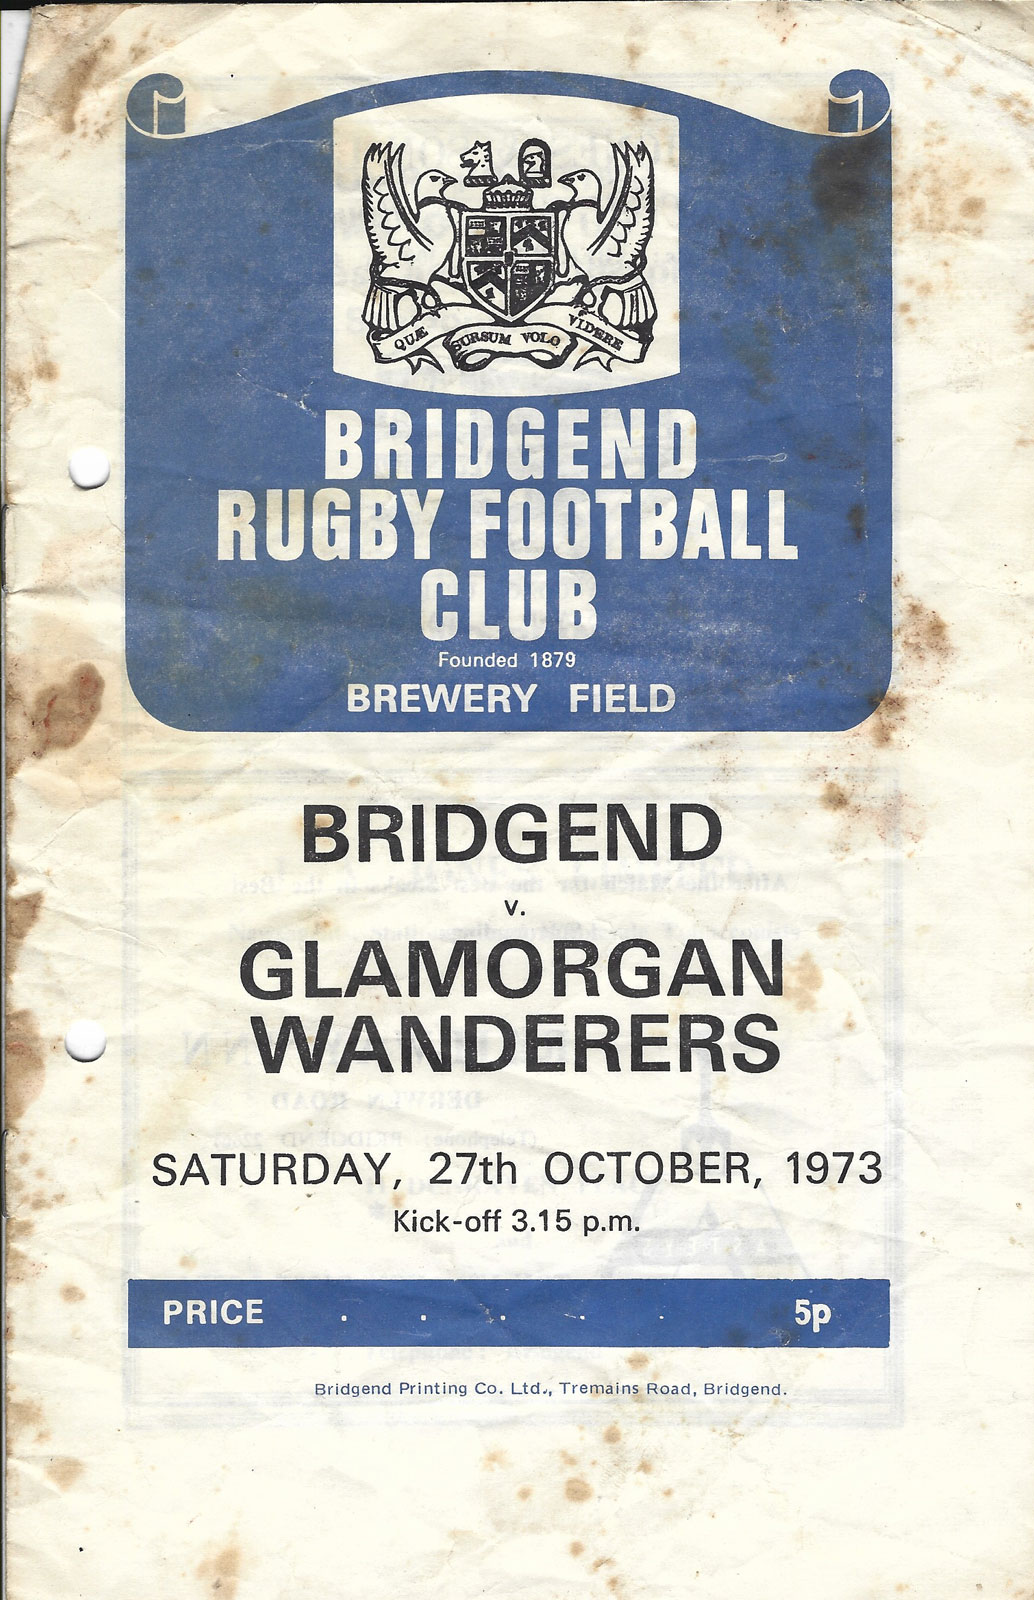 QUÆ SURSUM VOLO VIDERE
BRIDGEND
RUGBY FOOTBALL
CLUB
Founded 1879
BREWERY FIELD
BRIDGEND
v.
GLAMORGAN
WANDERERS
SATURDAY, 27th OCTOBER, 1973
Kick-off 3.15 p.m.
PRICE . . . . . 5p
Bridgend Printing Co. Ltd., Tremains Road, Bridgend.